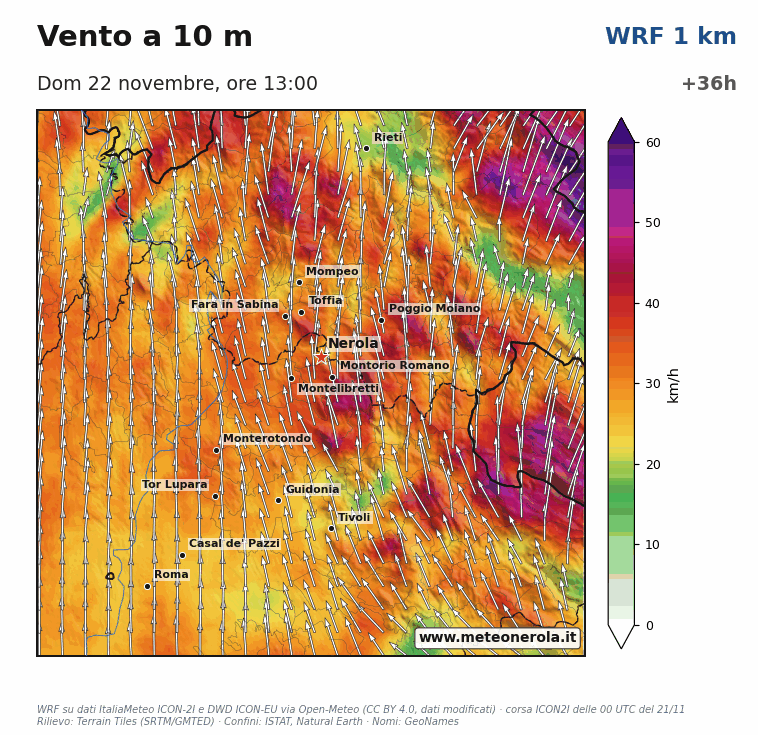 Vento a 10 m
WRF 1 km
Dom 22 novembre, ore 13:00
+36h
Rieti
Mompeo
Fara in Sabina
Toffia
Poggio Moiano
Nerola
Montorio Romano
Montelibretti
Monterotondo
Tor Lupara
Guidonia
Tivoli
Casal de' Pazzi
Roma
www.meteonerola.it
60
50
40
30
20
10
0
km/h
WRF su dati ItaliaMeteo ICON-2I e DWD ICON-EU via Open-Meteo (CC BY 4.0, dati modificati) · corsa ICON2I delle 00 UTC del 21/11
Rilievo: Terrain Tiles (SRTM/GMTED) · Confini: ISTAT, Natural Earth · Nomi: GeoNames